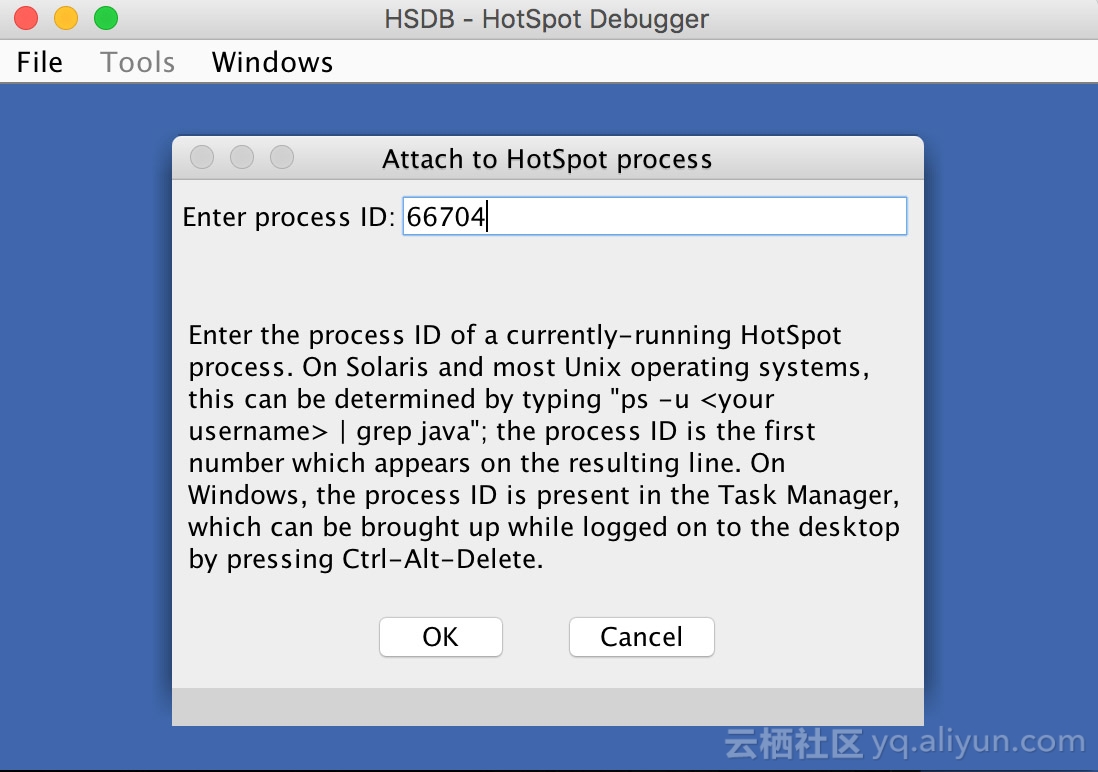 HSDB - HotSpot Debugger
File Tools Windows
Attach to HotSpot process
Enter process ID: 66704
Enter the process ID of a currently-running HotSpot
process. On Solaris and most Unix operating systems,
this can be determined by typing "ps -u <your
username> | grep java"; the process ID is the first
number which appears on the resulting line. On
Windows, the process ID is present in the Task Manager,
which can be brought up while logged on to the desktop
by pressing Ctrl-Alt-Delete.
OK Cancel
云栖社区 yq.aliyun.com